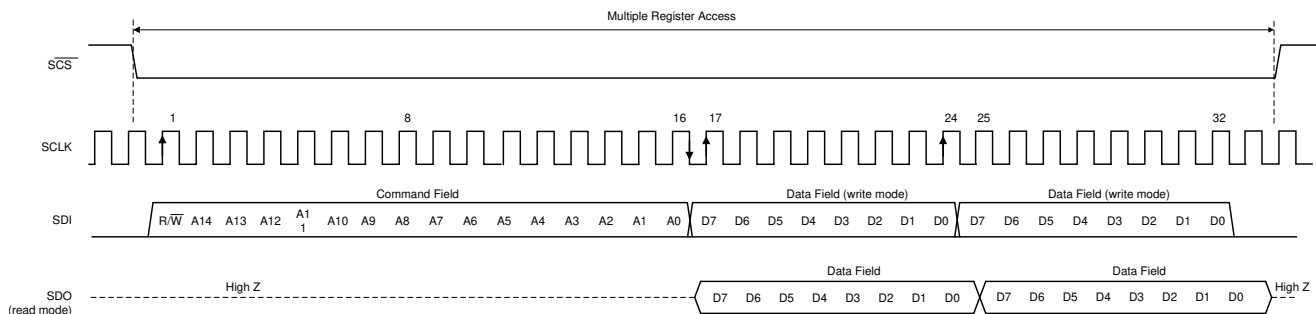 Multiple Register Access
SCS
1 8 16 17 24 25 32
SCLK
Command Field Data Field (write mode) Data Field (write mode)
SDI R/W A14 A13 A12 A1 A10 A9 A8 A7 A6 A5 A4 A3 A2 A1 A0 D7 D6 D5 D4 D3 D2 D1 D0 D7 D6 D5 D4 D3 D2 D1 D0
1
Data Field Data Field
High Z High Z
SDO D7 D6 D5 D4 D3 D2 D1 D0 D7 D6 D5 D4 D3 D2 D1 D0
(read mode)